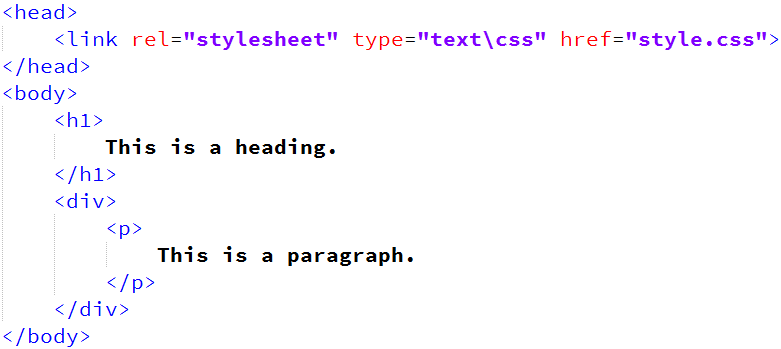 <head>
<link rel="stylesheet" type="text\css" href="style.css">
</head>
<body>
<h1>
This is a heading.
</h1>
<div>
<p>
This is a paragraph.
</p>
</div>
</body>